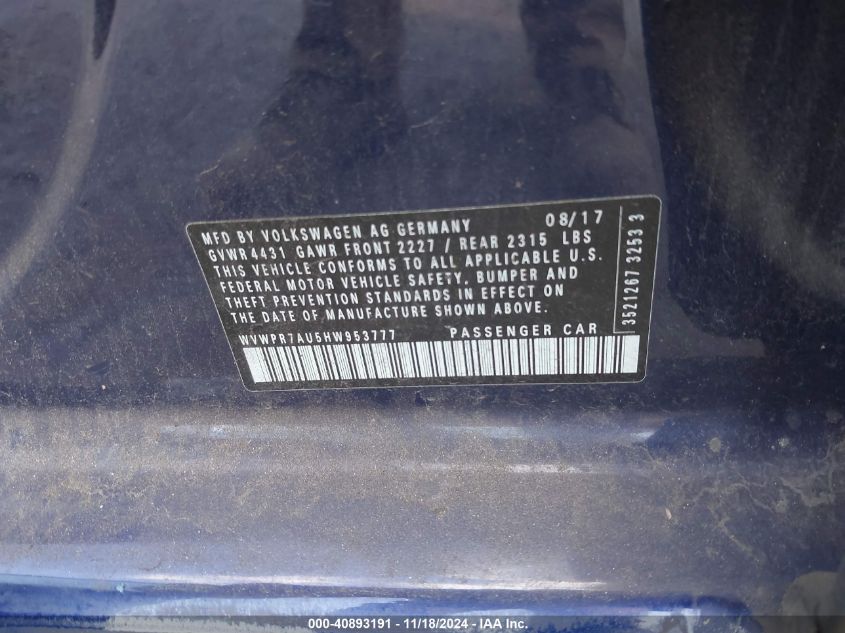 MFD BY VOLKSWAGEN AG GERMANY 08/17
GVWR 4431 GAWR FRONT 2227 / REAR 2315 LBS
THIS VEHICLE CONFORMS TO ALL APPLICABLE U.S.
FEDERAL MOTOR VEHICLE SAFETY, BUMPER AND
THEFT PREVENTION STANDARDS IN EFFECT ON
THE DATE OF MANUFACTURE SHOWN ABOVE.
WVWPR7AU5HW953777 PASSENGER CAR
3521267 3253 3
000-40893191 - 11/18/2024 - IAA Inc.